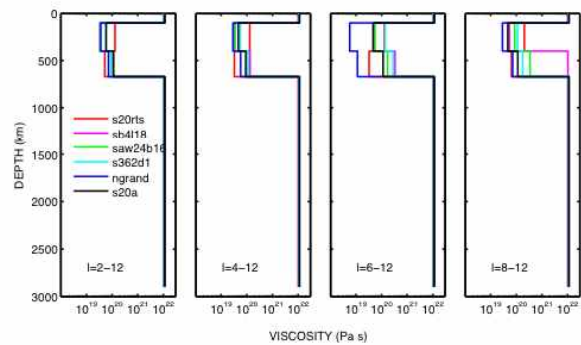 0
500
1000
1500
2000
2500
3000
DEPTH (km)
s20rts
sb4l18
saw24b16
s362d1
ngrand
s20a
l=2−12
l=4−12
l=6−12
l=8−12
10^19 10^20 10^21 10^22 10^19 10^20 10^21 10^22 10^19 10^20 10^21 10^22 10^19 10^20 10^21 10^22
VISCOSITY (Pa s)